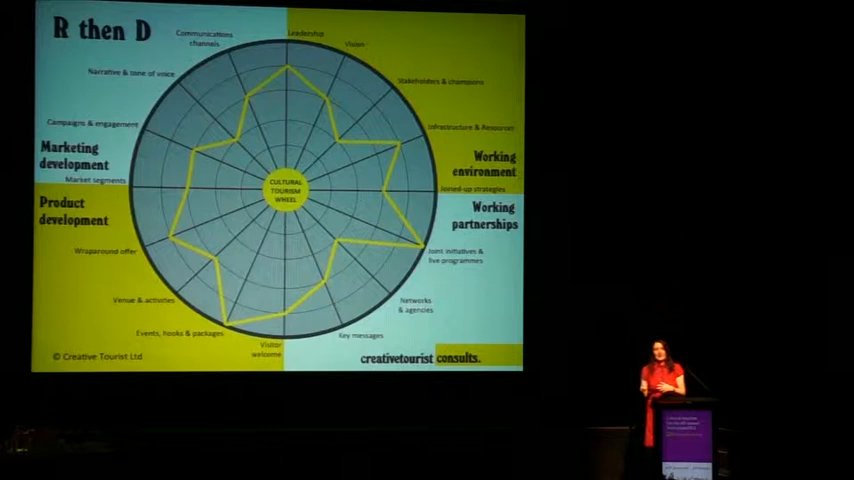 R then D
Communications
channels
Leadership
Vision
Narrative & tone of voice
Stakeholders & champions
Campaigns & engagement
Infrastructure & Resources
Marketing
development
Working
environment
Market segments
CULTURAL
TOURISM
WHEEL
Joined-up strategies
Product
development
Working
partnerships
Wraparound offer
Joint initiatives &
live programmes
Venue & activities
Networks
& agencies
Events, hooks & packages
Key messages
Visitor
welcome
© Creative Tourist Ltd
creativetourist consults.